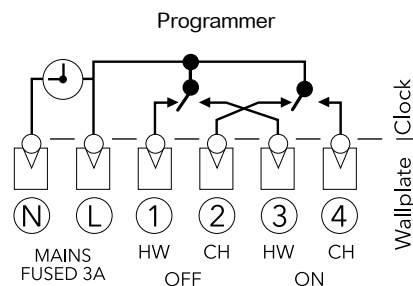 Programmer
Clock
Wallplate
N L 1 2 3 4
MAINS HW CH HW CH
FUSED 3A
OFF ON